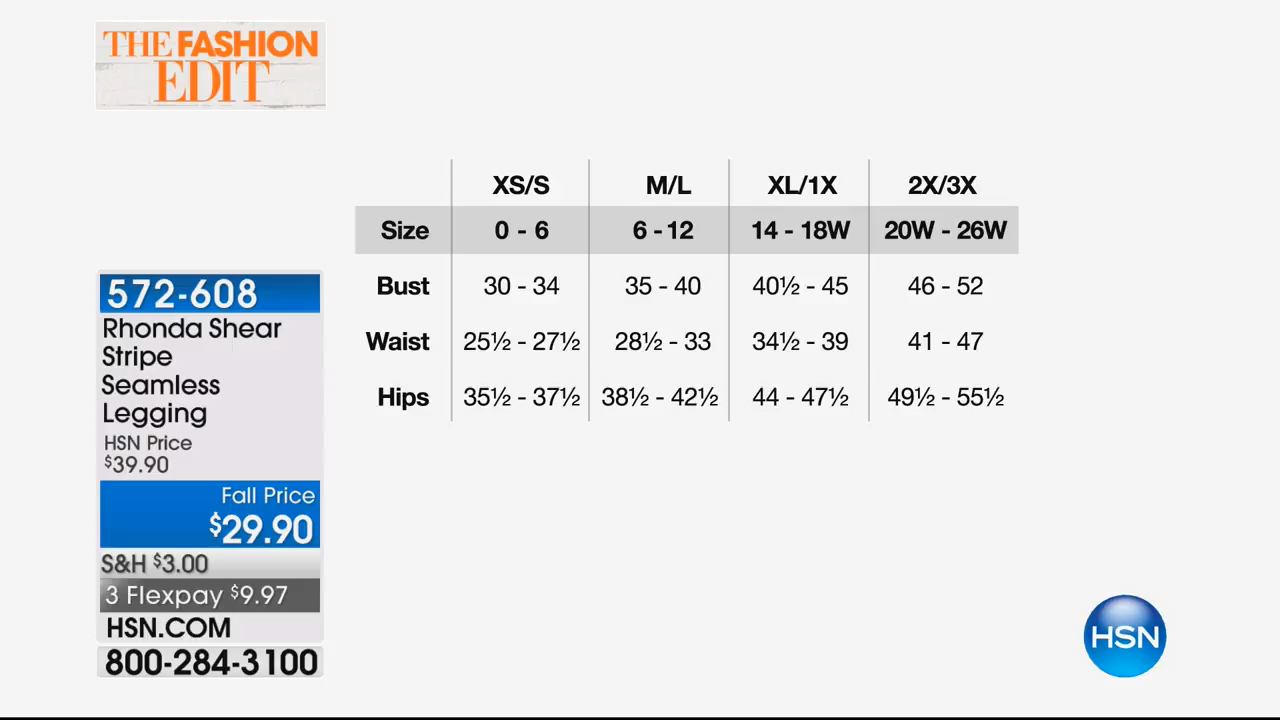 THE FASHION
EDIT
XS/S M/L XL/1X 2X/3X
Size 0 - 6 6 - 12 14 - 18W 20W - 26W
Bust 30 - 34 35 - 40 40½ - 45 46 - 52
Waist 25½ - 27½ 28½ - 33 34½ - 39 41 - 47
Hips 35½ - 37½ 38½ - 42½ 44 - 47½ 49½ - 55½
572-608
Rhonda Shear
Stripe
Seamless
Legging
HSN Price
$39.90
Fall Price
$29.90
S&H $3.00
3 Flexpay $9.97
HSN.COM
800-284-3100
HSN